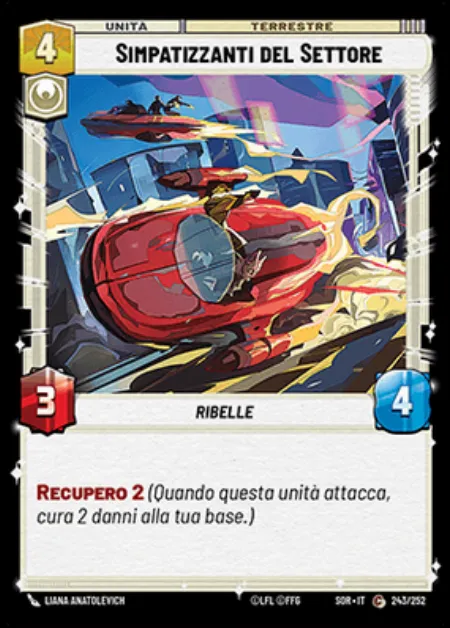 UNITÀ
TERRESTRE
4
SIMPATIZZANTI DEL SETTORE
3
RIBELLE
4
RECUPERO 2 (Quando questa unità attacca,
cura 2 danni alla tua base.)
LIANA ANATOLEVICH
©LFL ©FFG
SOR • IT
C
243/252